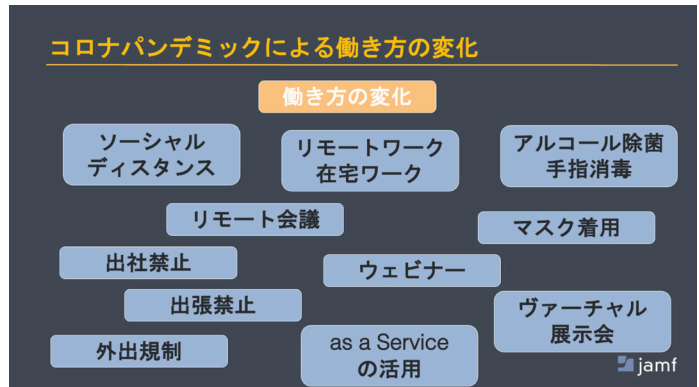 コロナパンデミックによる働き方の変化
働き方の変化
ソーシャル
ディスタンス
リモートワーク
在宅ワーク
アルコール除菌
手指消毒
リモート会議
マスク着用
出社禁止
ウェビナー
出張禁止
ヴァーチャル
展示会
外出規制
as a Service
の活用
jamf